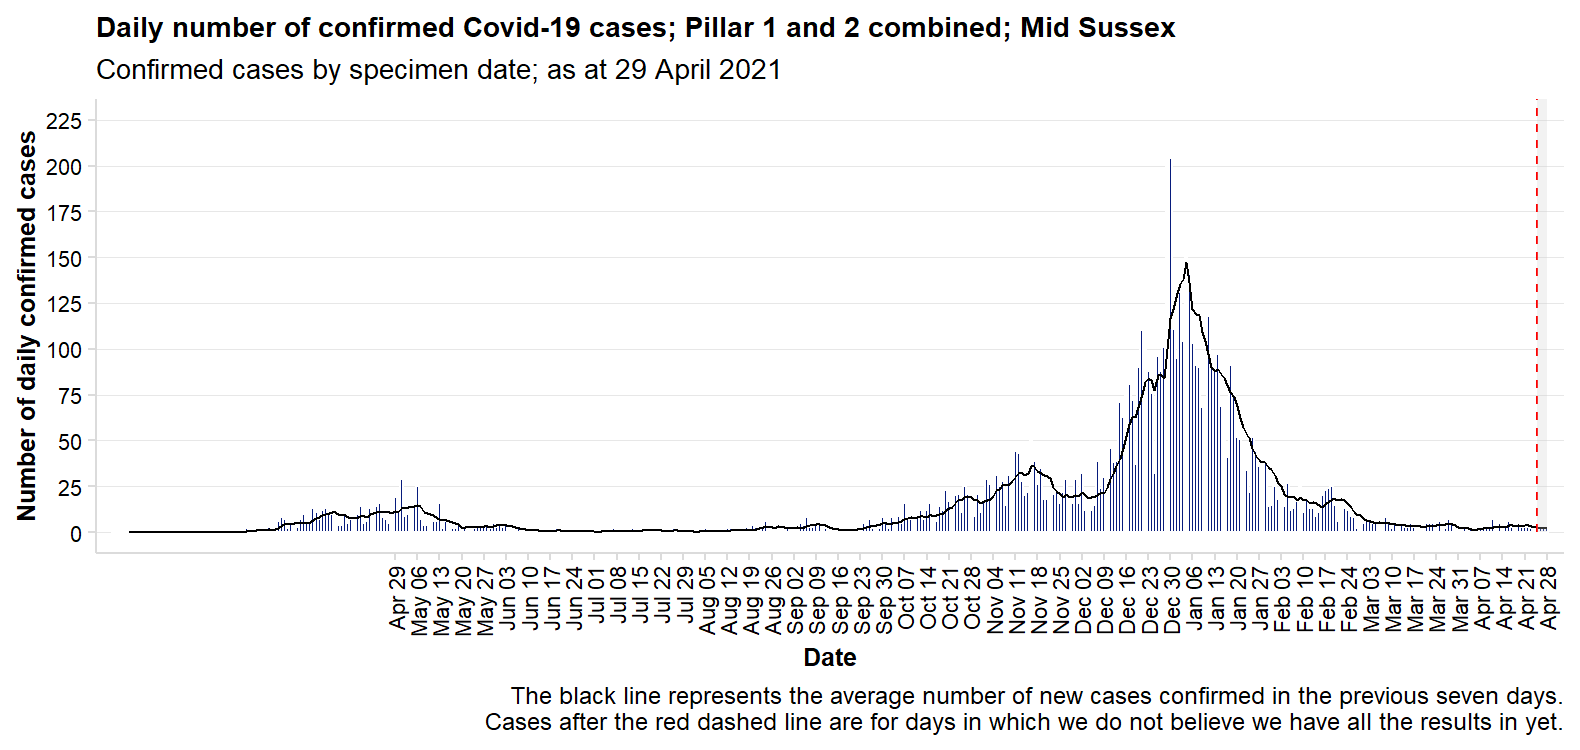 Daily number of confirmed Covid-19 cases; Pillar 1 and 2 combined; Mid Sussex
Confirmed cases by specimen date; as at 29 April 2021
Number of daily confirmed cases
225
200
175
150
125
100
75
50
25
0
Apr 29
May 06
May 13
May 20
May 27
Jun 03
Jun 10
Jun 17
Jun 24
Jul 01
Jul 08
Jul 15
Jul 22
Jul 29
Aug 05
Aug 12
Aug 19
Aug 26
Sep 02
Sep 09
Sep 16
Sep 23
Sep 30
Oct 07
Oct 14
Oct 21
Oct 28
Nov 04
Nov 11
Nov 18
Nov 25
Dec 02
Dec 09
Dec 16
Dec 23
Dec 30
Jan 06
Jan 13
Jan 20
Jan 27
Feb 03
Feb 10
Feb 17
Feb 24
Mar 03
Mar 10
Mar 17
Mar 24
Mar 31
Apr 07
Apr 14
Apr 21
Apr 28
Date
The black line represents the average number of new cases confirmed in the previous seven days.
Cases after the red dashed line are for days in which we do not believe we have all the results in yet.